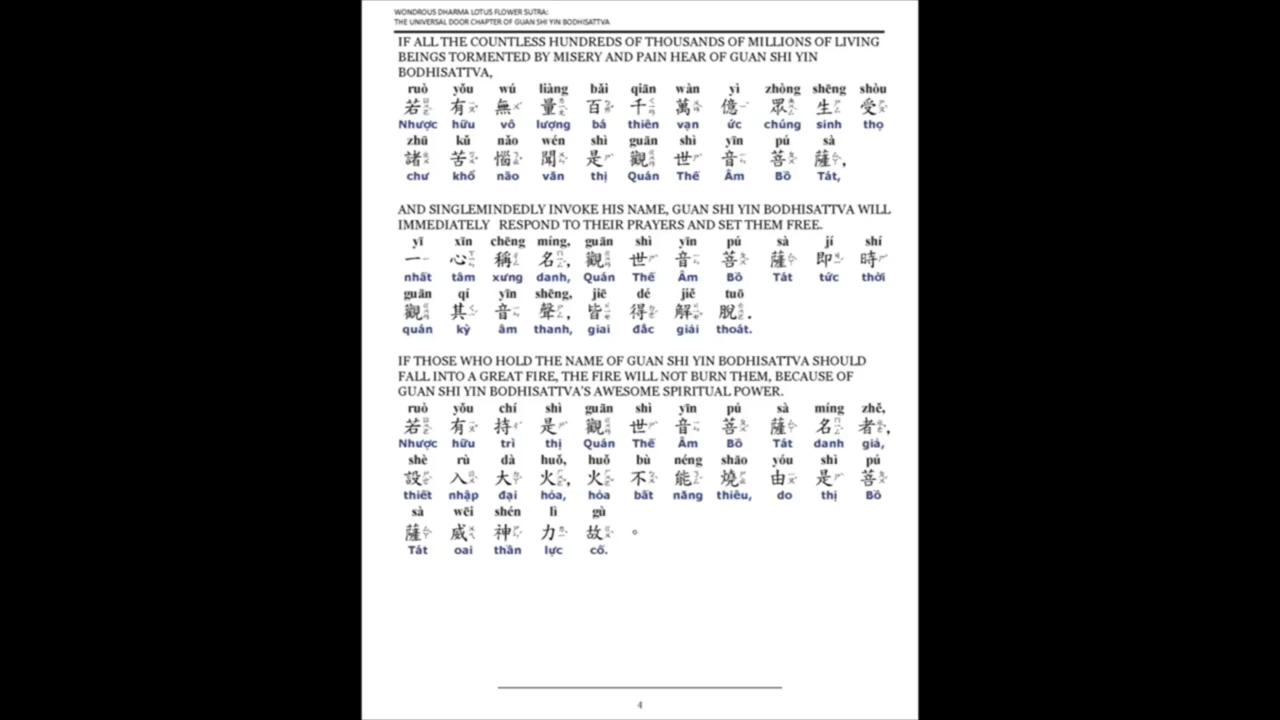 WONDROUS DHARMA LOTUS FLOWER SUTRA:
THE UNIVERSAL DOOR CHAPTER OF GUAN SHI YIN BODHISATTVA
IF ALL THE COUNTLESS HUNDREDS OF THOUSANDS OF MILLIONS OF LIVING
BEINGS TORMENTED BY MISERY AND PAIN HEAR OF GUAN SHI YIN
BODHISATTVA,
ruò yǒu wú liàng bǎi qiān wàn yì zhòng shēng shòu
若 有 無 量 百 千 萬 億 眾 生 受
Nhược hữu vô lượng bá thiên vạn ức chúng sinh thọ
zhū kǔ nǎo wén shì guān shì yīn pú sà
諸 苦 惱 聞 是 觀 世 音 菩 薩,
chư khổ não văn thị Quán Thế Âm Bồ Tát,
AND SINGLEMINDEDLY INVOKE HIS NAME, GUAN SHI YIN BODHISATTVA WILL
IMMEDIATELY RESPOND TO THEIR PRAYERS AND SET THEM FREE.
yī xīn chēng míng, guān shì yīn pú sà jí shí
一 心 稱 名, 觀 世 音 菩 薩 即 時
nhất tâm xưng danh, Quán Thế Âm Bồ Tát tức thời
guān qí yīn shēng, jiē dé jiě tuō
觀 其 音 聲, 皆 得 解 脫.
quán kỳ âm thanh, giai đắc giải thoát.
IF THOSE WHO HOLD THE NAME OF GUAN SHI YIN BODHISATTVA SHOULD
FALL INTO A GREAT FIRE, THE FIRE WILL NOT BURN THEM, BECAUSE OF
GUAN SHI YIN BODHISATTVA'S AWESOME SPIRITUAL POWER.
ruò yǒu chí shì guān shì yīn pú sà míng zhě,
若 有 持 是 觀 世 音 菩 薩 名 者,
Nhược hữu trì thị Quán Thế Âm Bồ Tát danh giả,
shè rù dà huǒ, huǒ bù néng shāo yóu shì pú
設 入 大 火, 火 不 能 燒 由 是 菩
thiết nhập đại hỏa, hỏa bất năng thiêu, do thị Bồ
sà wēi shén lì gù
薩 威 神 力 故 。
Tát oai thần lực cố.
4